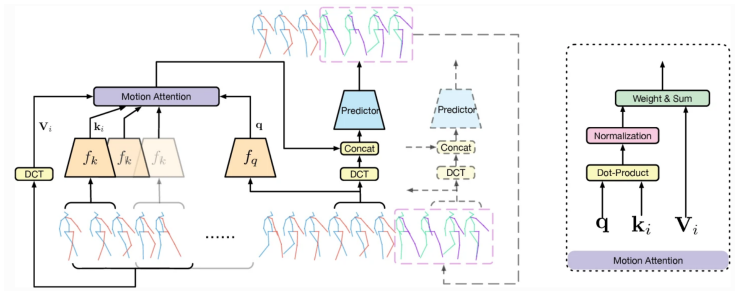 Motion Attention
V_i
k_i
q
Predictor
Predictor
f_k
f_k
f_k
f_q
Concat
Concat
DCT
DCT
DCT
......
Weight & Sum
Normalization
Dot-Product
q
k_i
V_i
Motion Attention